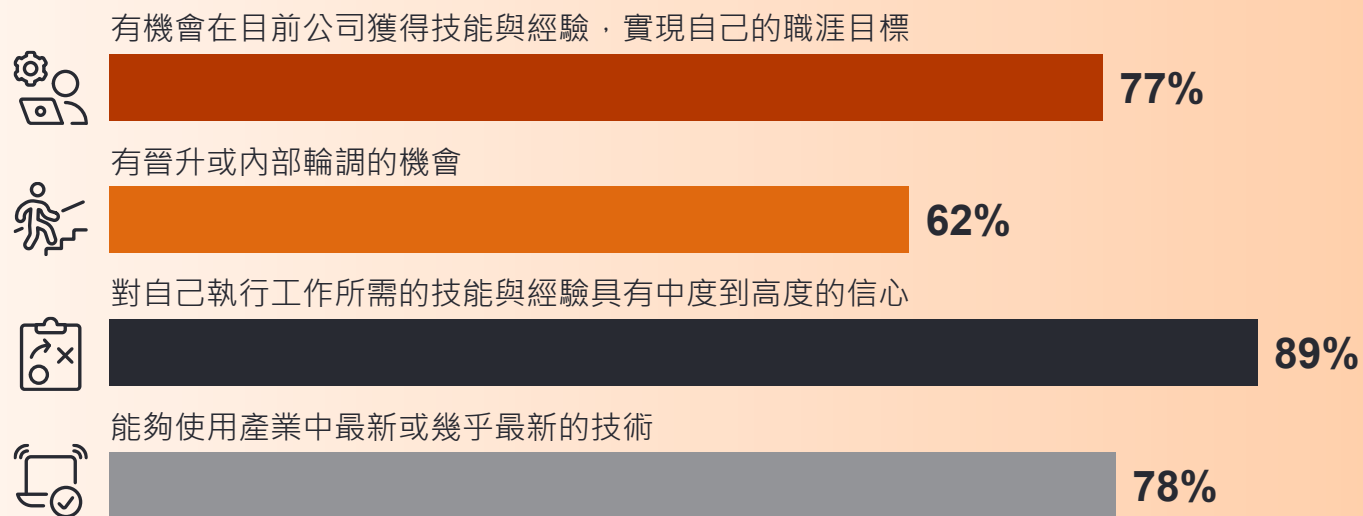 有機會在目前公司獲得技能與經驗，實現自己的職涯目標
77%
有晉升或內部輪調的機會
62%
對自己執行工作所需的技能與經驗具有中度到高度的信心
89%
能夠使用產業中最新或幾乎最新的技術
78%